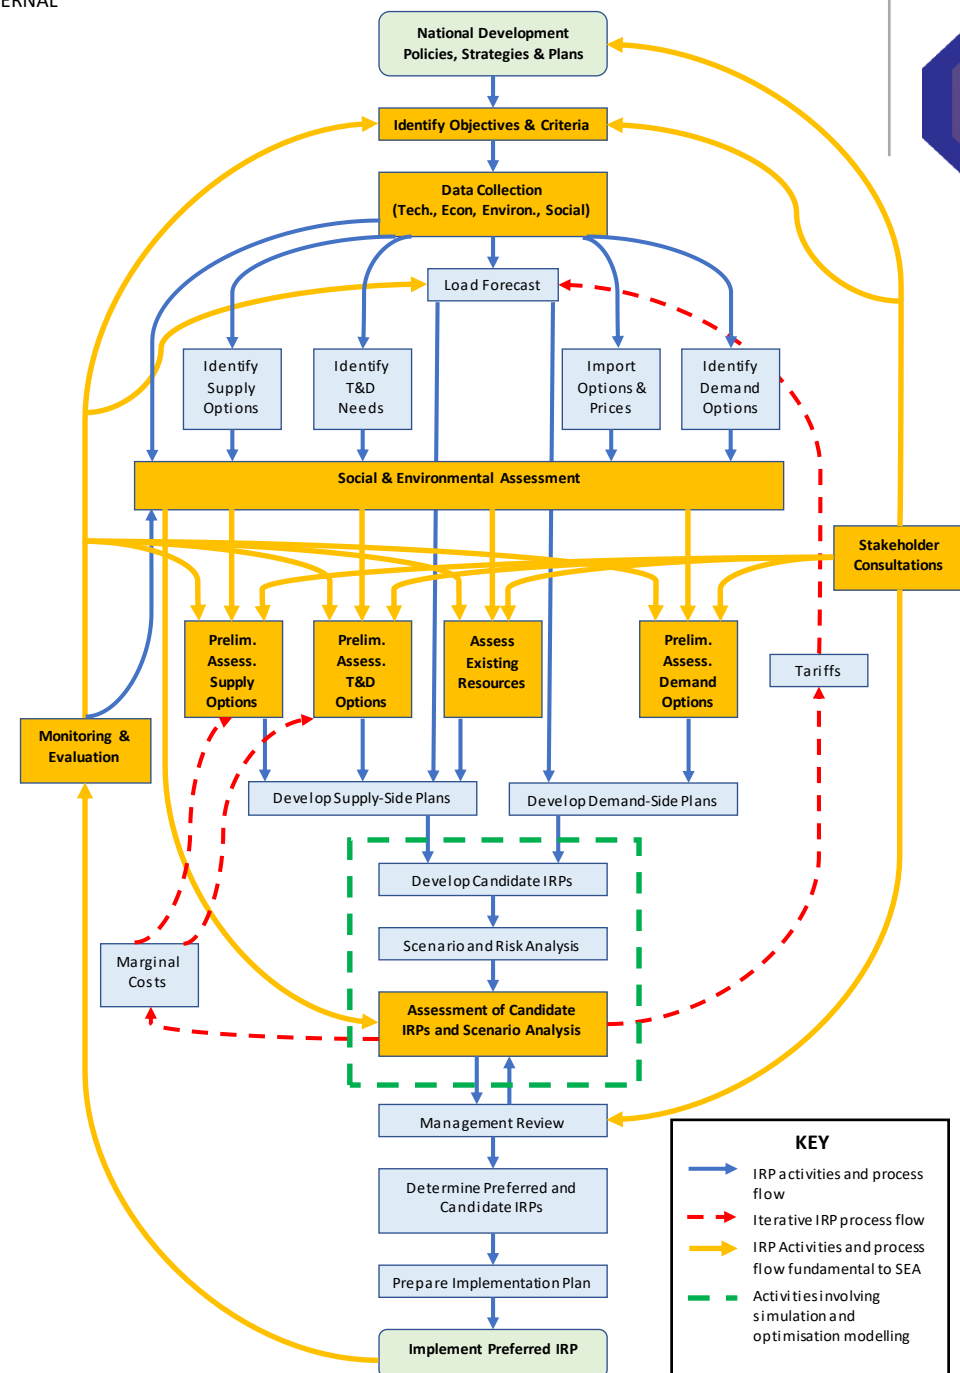 ERNAL
National Development
Policies, Strategies & Plans
Identify Objectives & Criteria
Data Collection
(Tech., Econ, Environ., Social)
Load Forecast
Identify
Supply
Options
Identify
T&D
Needs
Import
Options &
Prices
Identify
Demand
Options
Social & Environmental Assessment
Stakeholder
Consultations
Prelim.
Assess.
Supply
Options
Prelim.
Assess.
T&D
Options
Assess
Existing
Resources
Prelim.
Assess.
Demand
Options
Tariffs
Monitoring &
Evaluation
Develop Supply-Side Plans
Develop Demand-Side Plans
Develop Candidate IRPs
Scenario and Risk Analysis
Marginal
Costs
Assessment of Candidate
IRPs and Scenario Analysis
Management Review
Determine Preferred and
Candidate IRPs
Prepare Implementation Plan
Implement Preferred IRP
KEY
IRP activities and process
flow
Iterative IRP process flow
IRP Activities and process
flow fundamental to SEA
Activities involving
simulation and
optimisation modelling